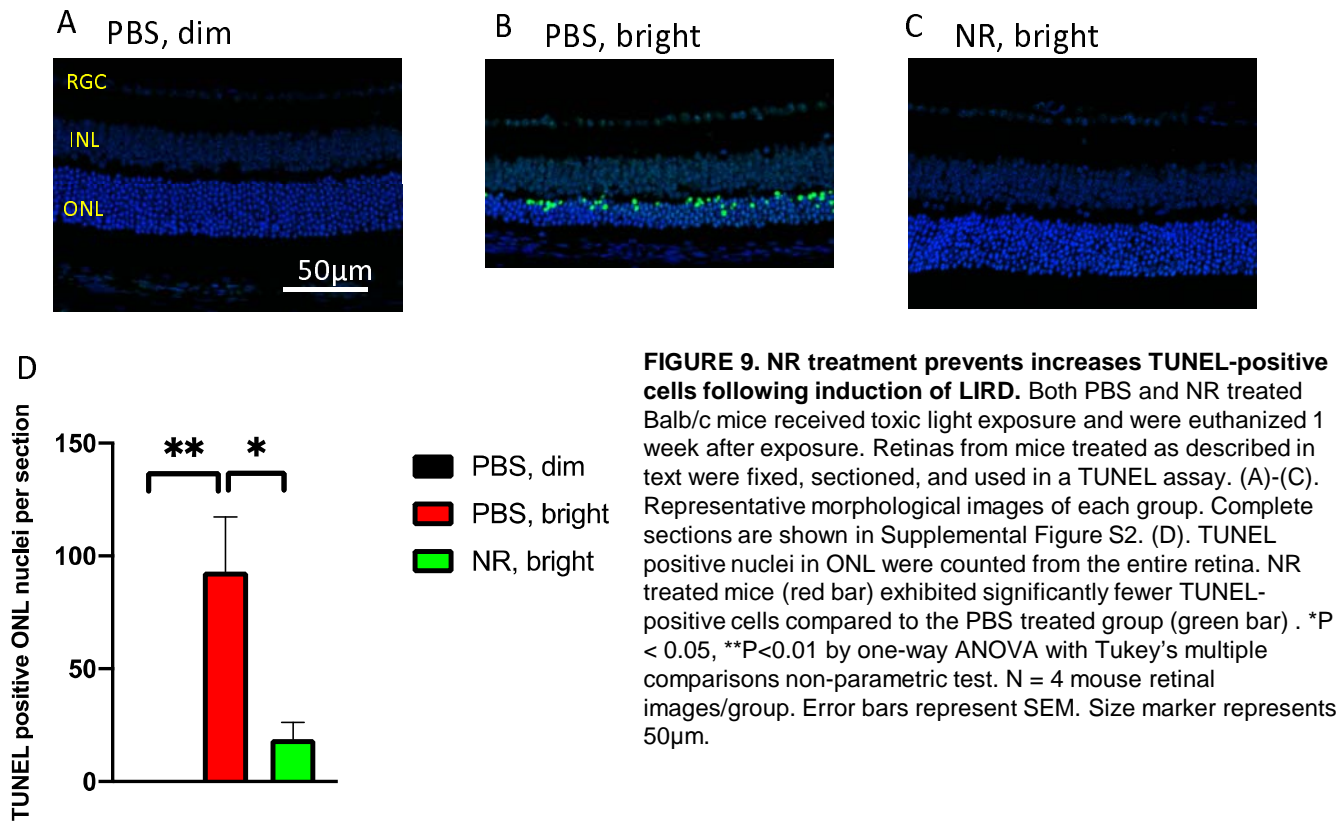 A PBS, dim
B PBS, bright
C NR, bright
RGC
INL
ONL
50µm
D
TUNEL positive ONL nuclei per section
150
100
50
0
** *
PBS, dim
PBS, bright
NR, bright
FIGURE 9. NR treatment prevents increases TUNEL-positive
cells following induction of LIRD. Both PBS and NR treated
Balb/c mice received toxic light exposure and were euthanized 1
week after exposure. Retinas from mice treated as described in
text were fixed, sectioned, and used in a TUNEL assay. (A)-(C).
Representative morphological images of each group. Complete
sections are shown in Supplemental Figure S2. (D). TUNEL
positive nuclei in ONL were counted from the entire retina. NR
treated mice (red bar) exhibited significantly fewer TUNEL-
positive cells compared to the PBS treated group (green bar) . *P
< 0.05, **P<0.01 by one-way ANOVA with Tukey’s multiple
comparisons non-parametric test. N = 4 mouse retinal
images/group. Error bars represent SEM. Size marker represents
50µm.